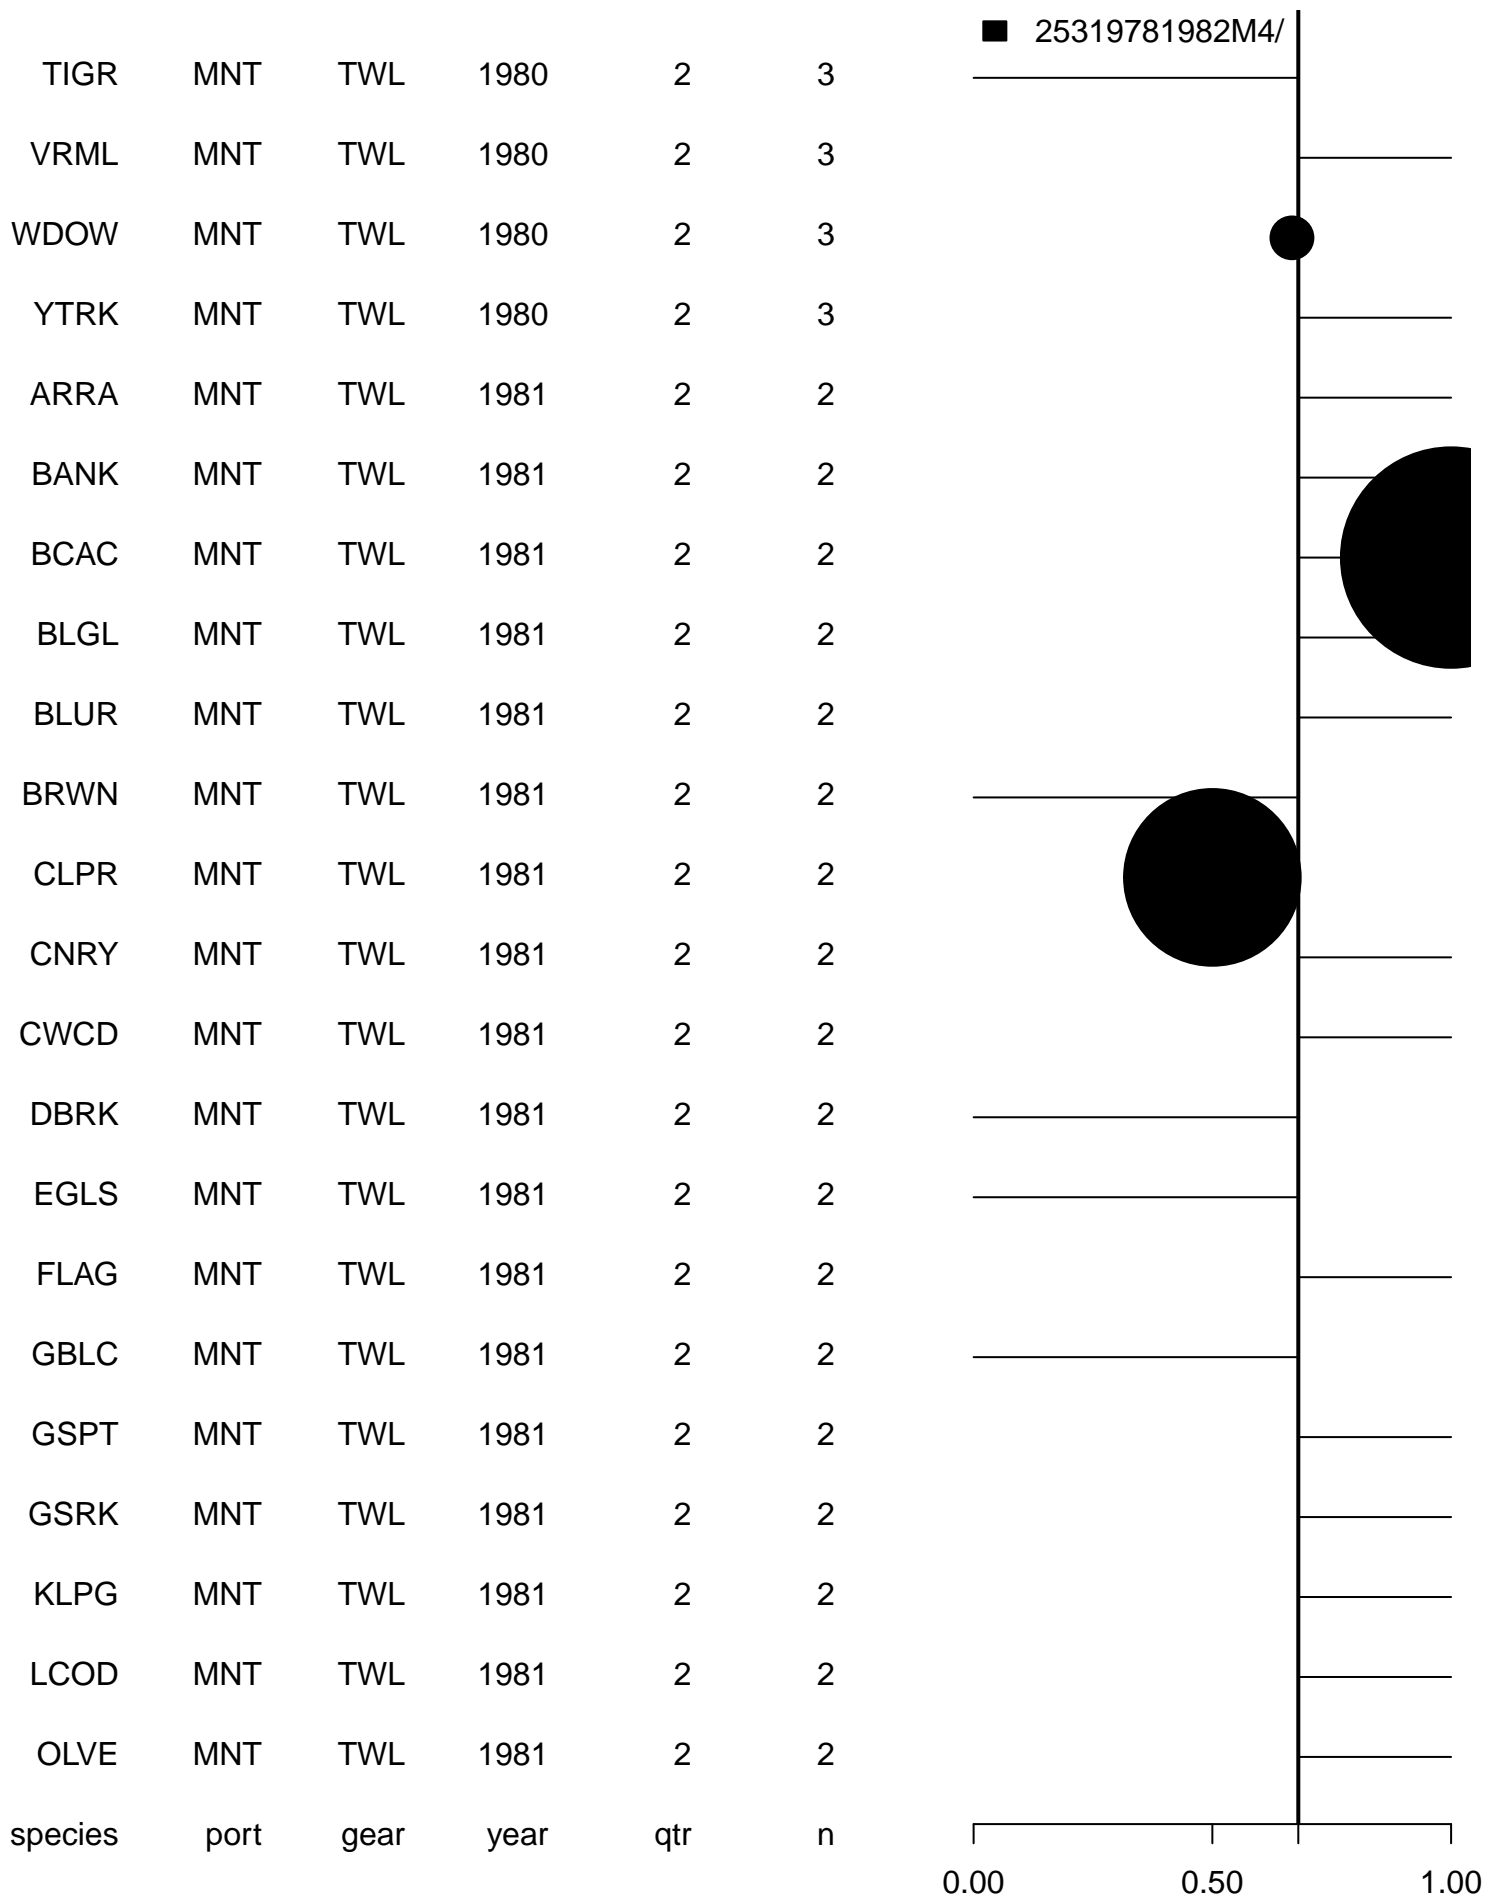 25319781982M4/
TIGR MNT TWL 1980 2 3
VRML MNT TWL 1980 2 3
WDOW MNT TWL 1980 2 3
YTRK MNT TWL 1980 2 3
ARRA MNT TWL 1981 2 2
BANK MNT TWL 1981 2 2
BCAC MNT TWL 1981 2 2
BLGL MNT TWL 1981 2 2
BLUR MNT TWL 1981 2 2
BRWN MNT TWL 1981 2 2
CLPR MNT TWL 1981 2 2
CNRY MNT TWL 1981 2 2
CWCD MNT TWL 1981 2 2
DBRK MNT TWL 1981 2 2
EGLS MNT TWL 1981 2 2
FLAG MNT TWL 1981 2 2
GBLC MNT TWL 1981 2 2
GSPT MNT TWL 1981 2 2
GSRK MNT TWL 1981 2 2
KLPG MNT TWL 1981 2 2
LCOD MNT TWL 1981 2 2
OLVE MNT TWL 1981 2 2
species port gear year qtr n
0.00 0.50 1.00